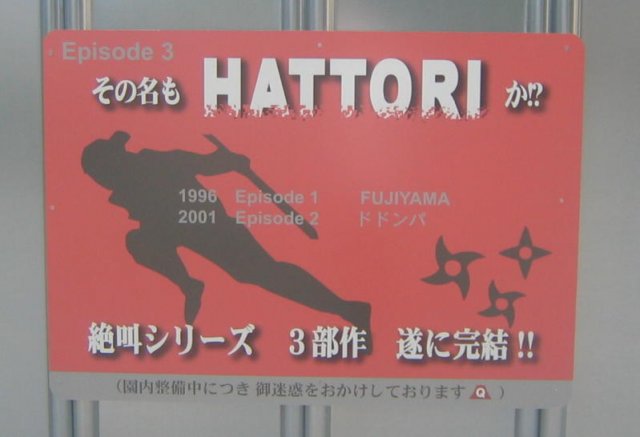 Episode 3
その名も HATTORI か!?
1996 Episode 1 FUJIYAMA
2001 Episode 2 ドドンパ
絶叫シリーズ 3部作 遂に完結!!
(園内整備中につき 御迷惑をおかけしております Q )